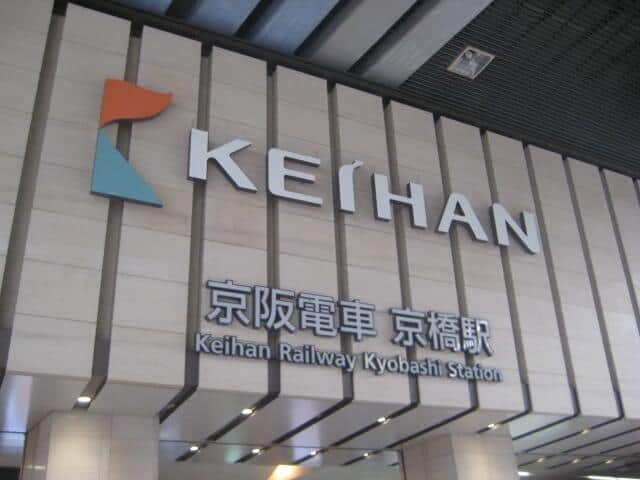 KEIHAN
京阪電車 京橋駅
Keihan Railway Kyobashi Station